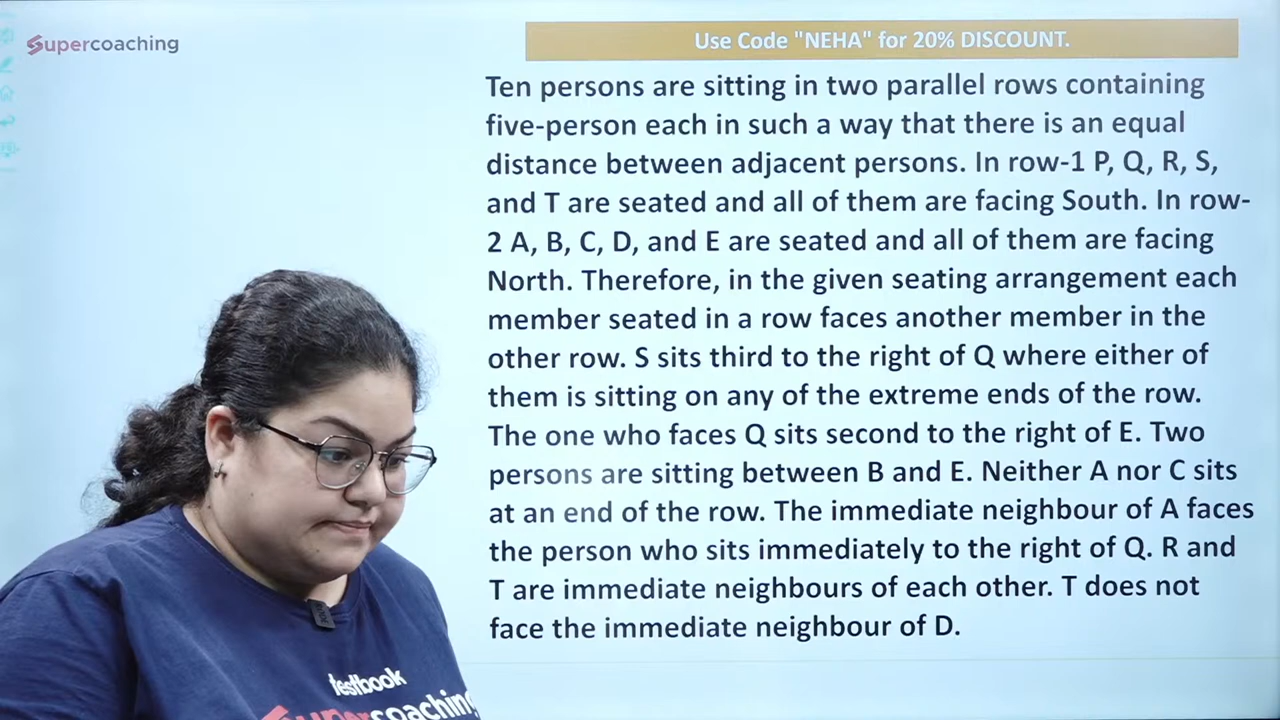 Supercoaching
Use Code "NEHA" for 20% DISCOUNT.
Ten persons are sitting in two parallel rows containing
five-person each in such a way that there is an equal
distance between adjacent persons. In row-1 P, Q, R, S,
and T are seated and all of them are facing South. In row-
2 A, B, C, D, and E are seated and all of them are facing
North. Therefore, in the given seating arrangement each
member seated in a row faces another member in the
other row. S sits third to the right of Q where either of
them is sitting on any of the extreme ends of the row.
The one who faces Q sits second to the right of E. Two
persons are sitting between B and E. Neither A nor C sits
at an end of the row. The immediate neighbour of A faces
the person who sits immediately to the right of Q. R and
T are immediate neighbours of each other. T does not
face the immediate neighbour of D.
testbook
Supercoaching